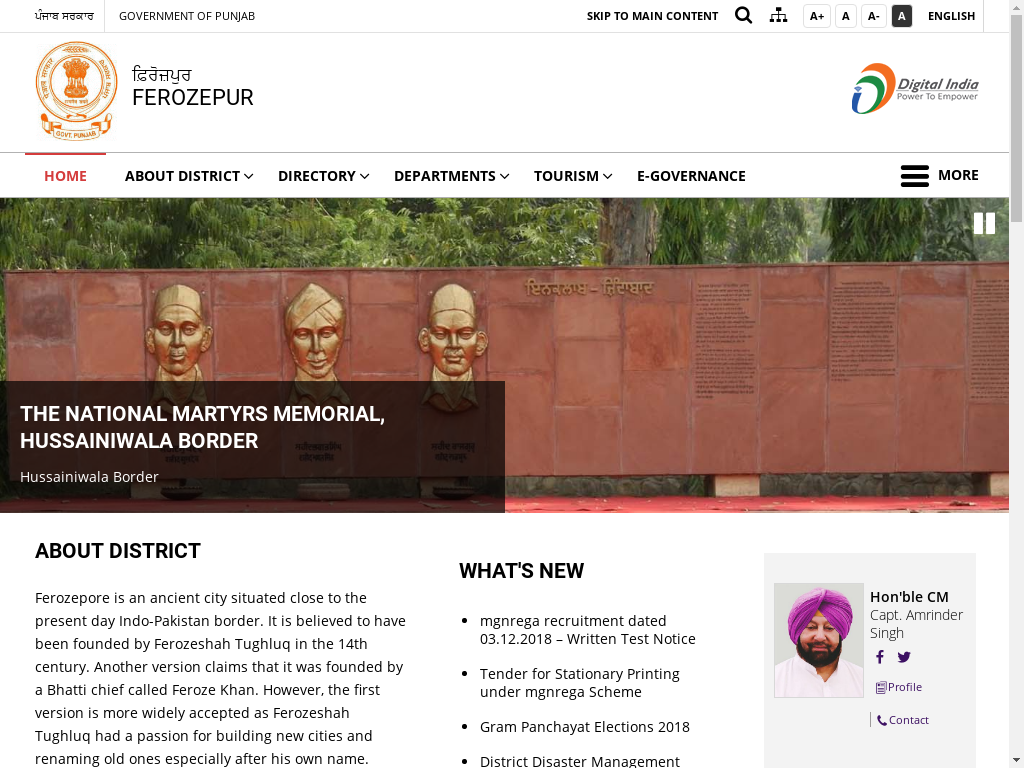 ਪੰਜਾਬ ਸਰਕਾਰ
GOVERNMENT OF PUNJAB
SKIP TO MAIN CONTENT
A+
A
A-
A
ENGLISH
GOVT. PUNJAB
ਫ਼ਿਰੋਜ਼ਪੁਰ
FEROZEPUR
Digital India
Power To Empower
HOME
ABOUT DISTRICT
DIRECTORY
DEPARTMENTS
TOURISM
E-GOVERNANCE
MORE
ਇਨਕਲਾਬ - ਜ਼ਿੰਦਾਬਾਦ
THE NATIONAL MARTYRS MEMORIAL,
HUSSAINIWALA BORDER
Hussainiwala Border
ABOUT DISTRICT
Ferozepore is an ancient city situated close to the
present day Indo-Pakistan border. It is believed to have
been founded by Ferozeshah Tughluq in the 14th
century. Another version claims that it was founded by
a Bhatti chief called Feroze Khan. However, the first
version is more widely accepted as Ferozeshah
Tughluq had a passion for building new cities and
renaming old ones especially after his own name.
WHAT'S NEW
mgnrega recruitment dated
03.12.2018 – Written Test Notice
Tender for Stationary Printing
under mgnrega Scheme
Gram Panchayat Elections 2018
District Disaster Management
Hon'ble CM
Capt. Amrinder
Singh
Profile
Contact